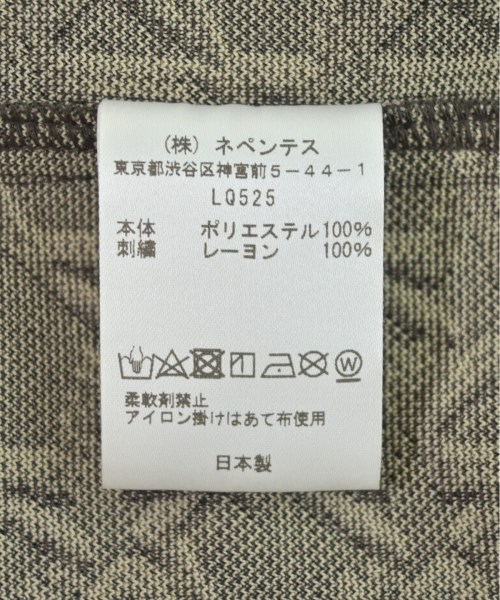 （株）ネペンテス
東京都渋谷区神宮前5-44-1
LQ525
本体 ポリエステル100%
刺繍 レーヨン 100%
W
柔軟剤禁止
アイロン掛けはあて布使用
日本製